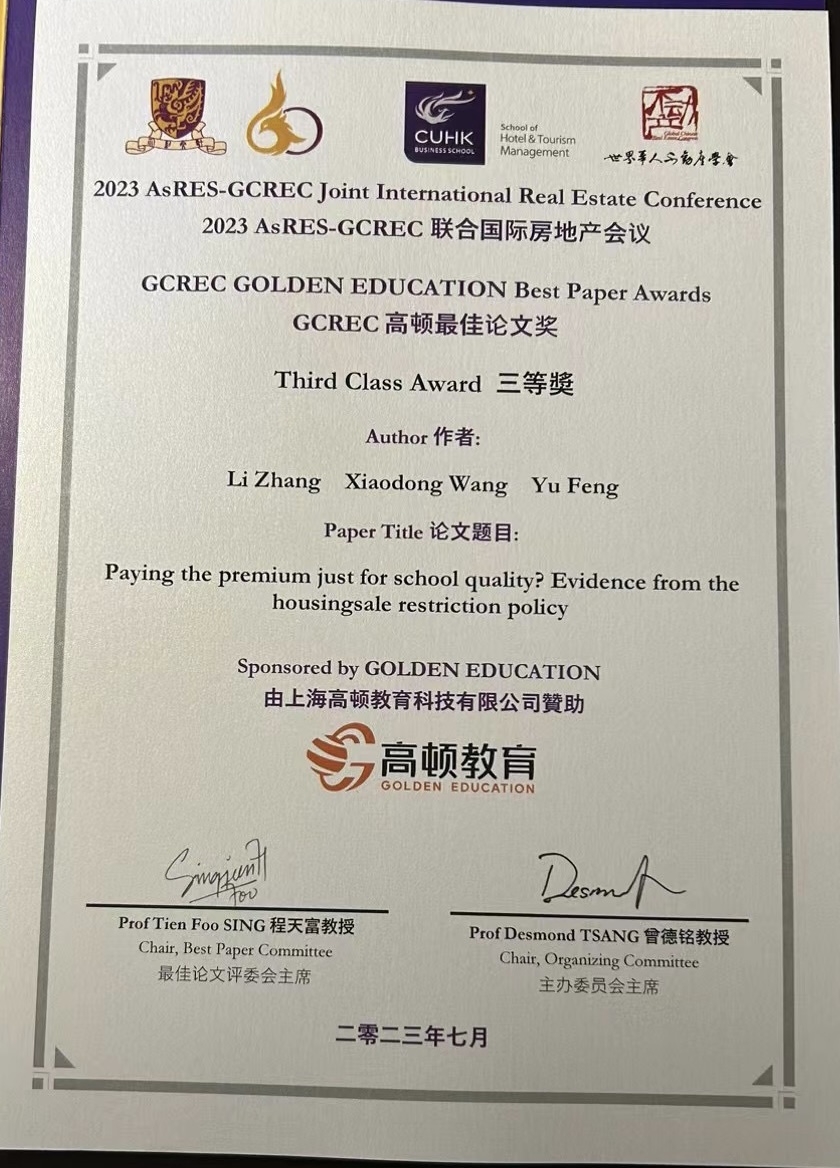 CUHK
BUSINESS SCHOOL
School of
Hotel & Tourism
Management
世界华人不动产学会
2023 AsRES-GCREC Joint International Real Estate Conference
2023 AsRES-GCREC 联合国际房地产会议
GCREC GOLDEN EDUCATION Best Paper Awards
GCREC 高顿最佳论文奖
Third Class Award 三等獎
Author 作者:
Li Zhang Xiaodong Wang Yu Feng
Paper Title 论文题目:
Paying the premium just for school quality? Evidence from the
housingsale restriction policy
Sponsored by GOLDEN EDUCATION
由上海高顿教育科技有限公司贊助
高顿教育
GOLDEN EDUCATION
Desmond
Prof Tien Foo SING 程天富教授
Chair, Best Paper Committee
最佳论文评委会主席
Prof Desmond TSANG 曾德铭教授
Chair, Organizing Committee
主办委员会主席
二零二三年七月